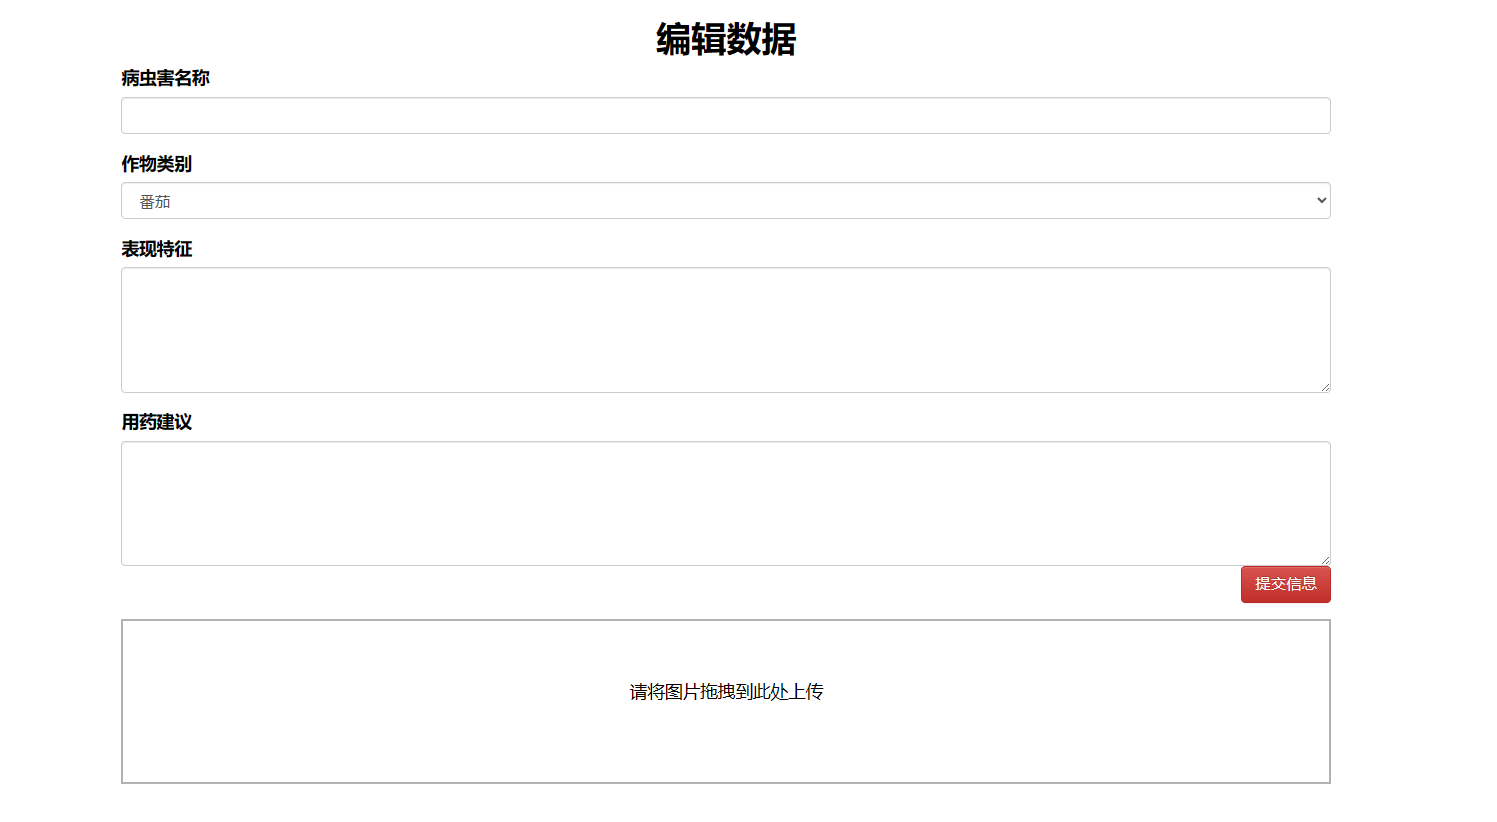 编辑数据
病虫害名称
作物类别
番茄
表现特征
用药建议
提交信息
请将图片拖拽到此处上传